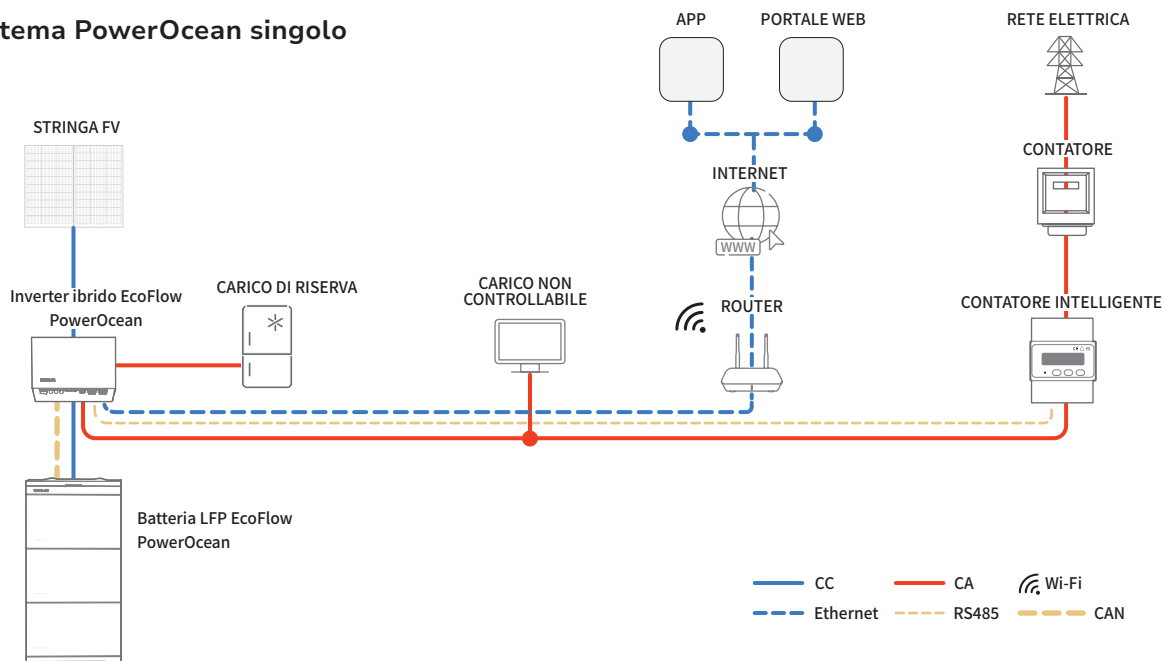 tema PowerOcean singolo
APP
PORTALE WEB
RETE ELETTRICA
STRINGA FV
CONTATORE
INTERNET
WWW
Inverter ibrido EcoFlow
PowerOcean
CARICO DI RISERVA
CARICO NON
CONTROLLABILE
ROUTER
CONTATORE INTELLIGENTE
Batteria LFP EcoFlow
PowerOcean
CC
CA
Wi-Fi
Ethernet
RS485
CAN